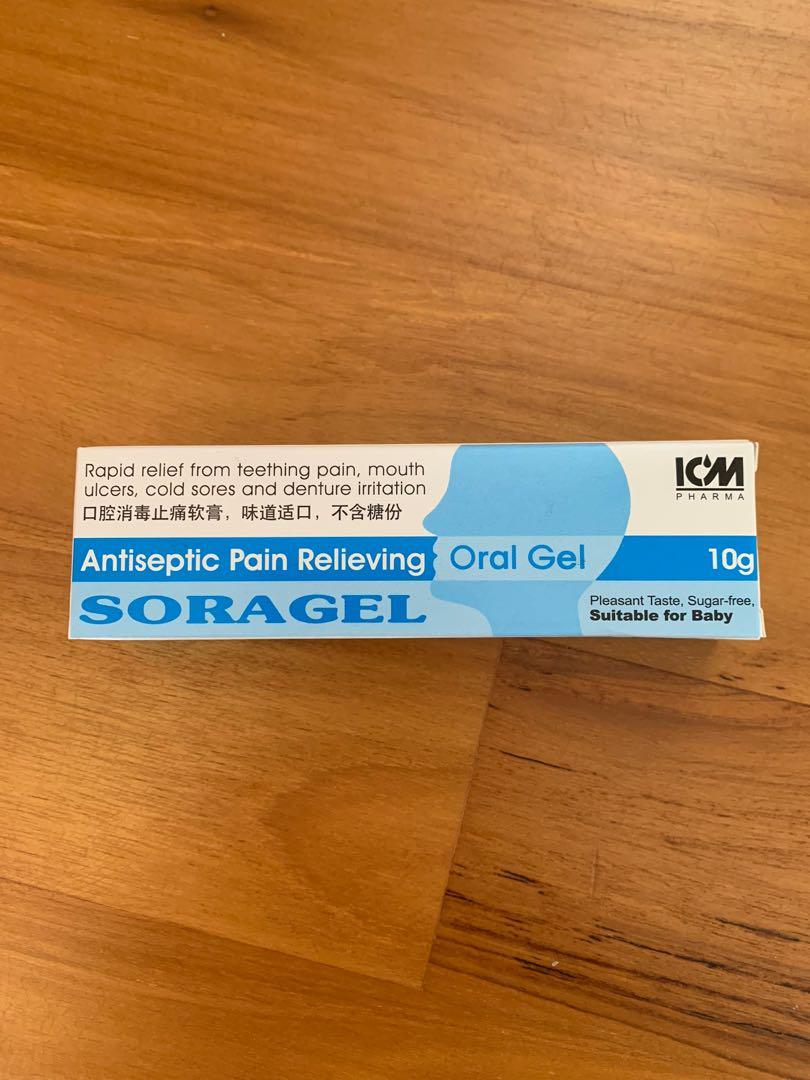 Rapid relief from teething pain, mouth
ulcers, cold sores and denture irritation
口腔消毒止痛软膏，味道适口，不含糖份
ICM
PHARMA
Antiseptic Pain Relieving Oral Gel 10g
SORAGEL
Pleasant Taste, Sugar-free,
Suitable for Baby